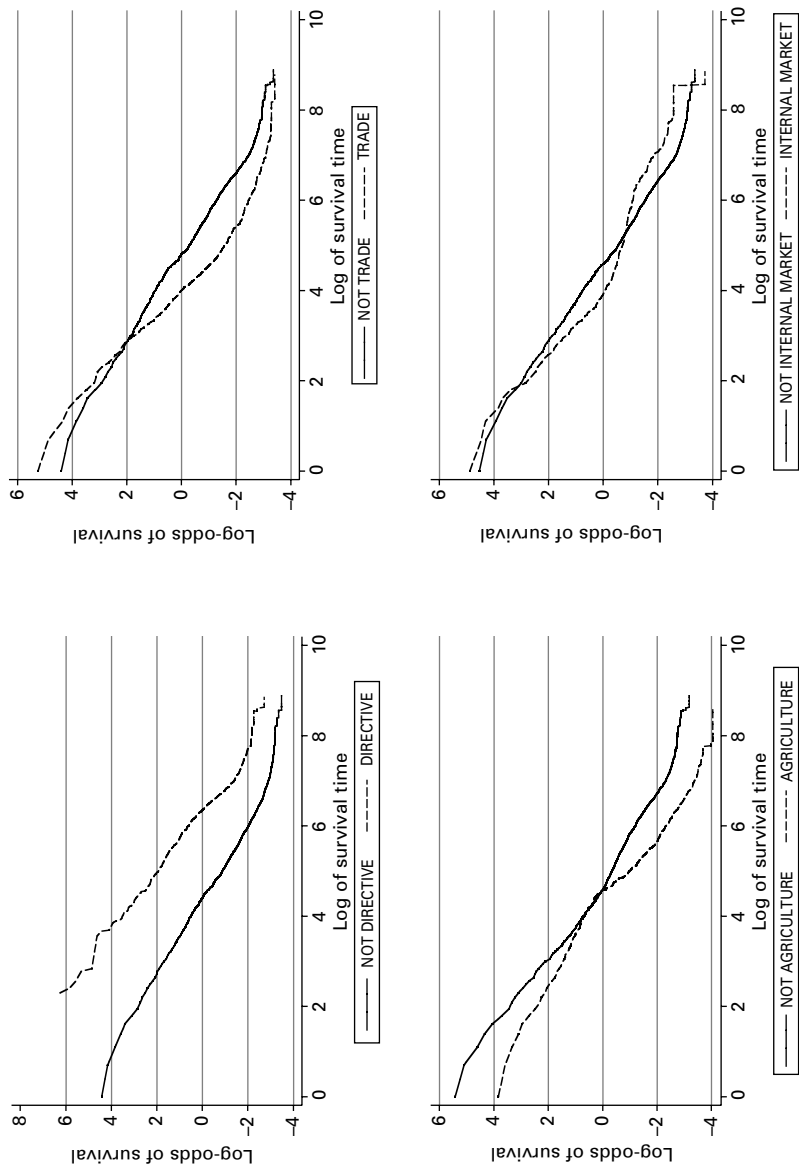 Log-odds of survival
8
6
4
2
0
−2
−4
0 2 4 6 8 10
Log of survival time
NOT DIRECTIVE DIRECTIVE
Log-odds of survival
6
4
2
0
−2
−4
0 2 4 6 8 10
Log of survival time
NOT TRADE TRADE
Log-odds of survival
6
4
2
0
−2
−4
0 2 4 6 8 10
Log of survival time
NOT AGRICULTURE AGRICULTURE
Log-odds of survival
6
4
2
0
−2
−4
0 2 4 6 8 10
Log of survival time
NOT INTERNAL MARKET INTERNAL MARKET